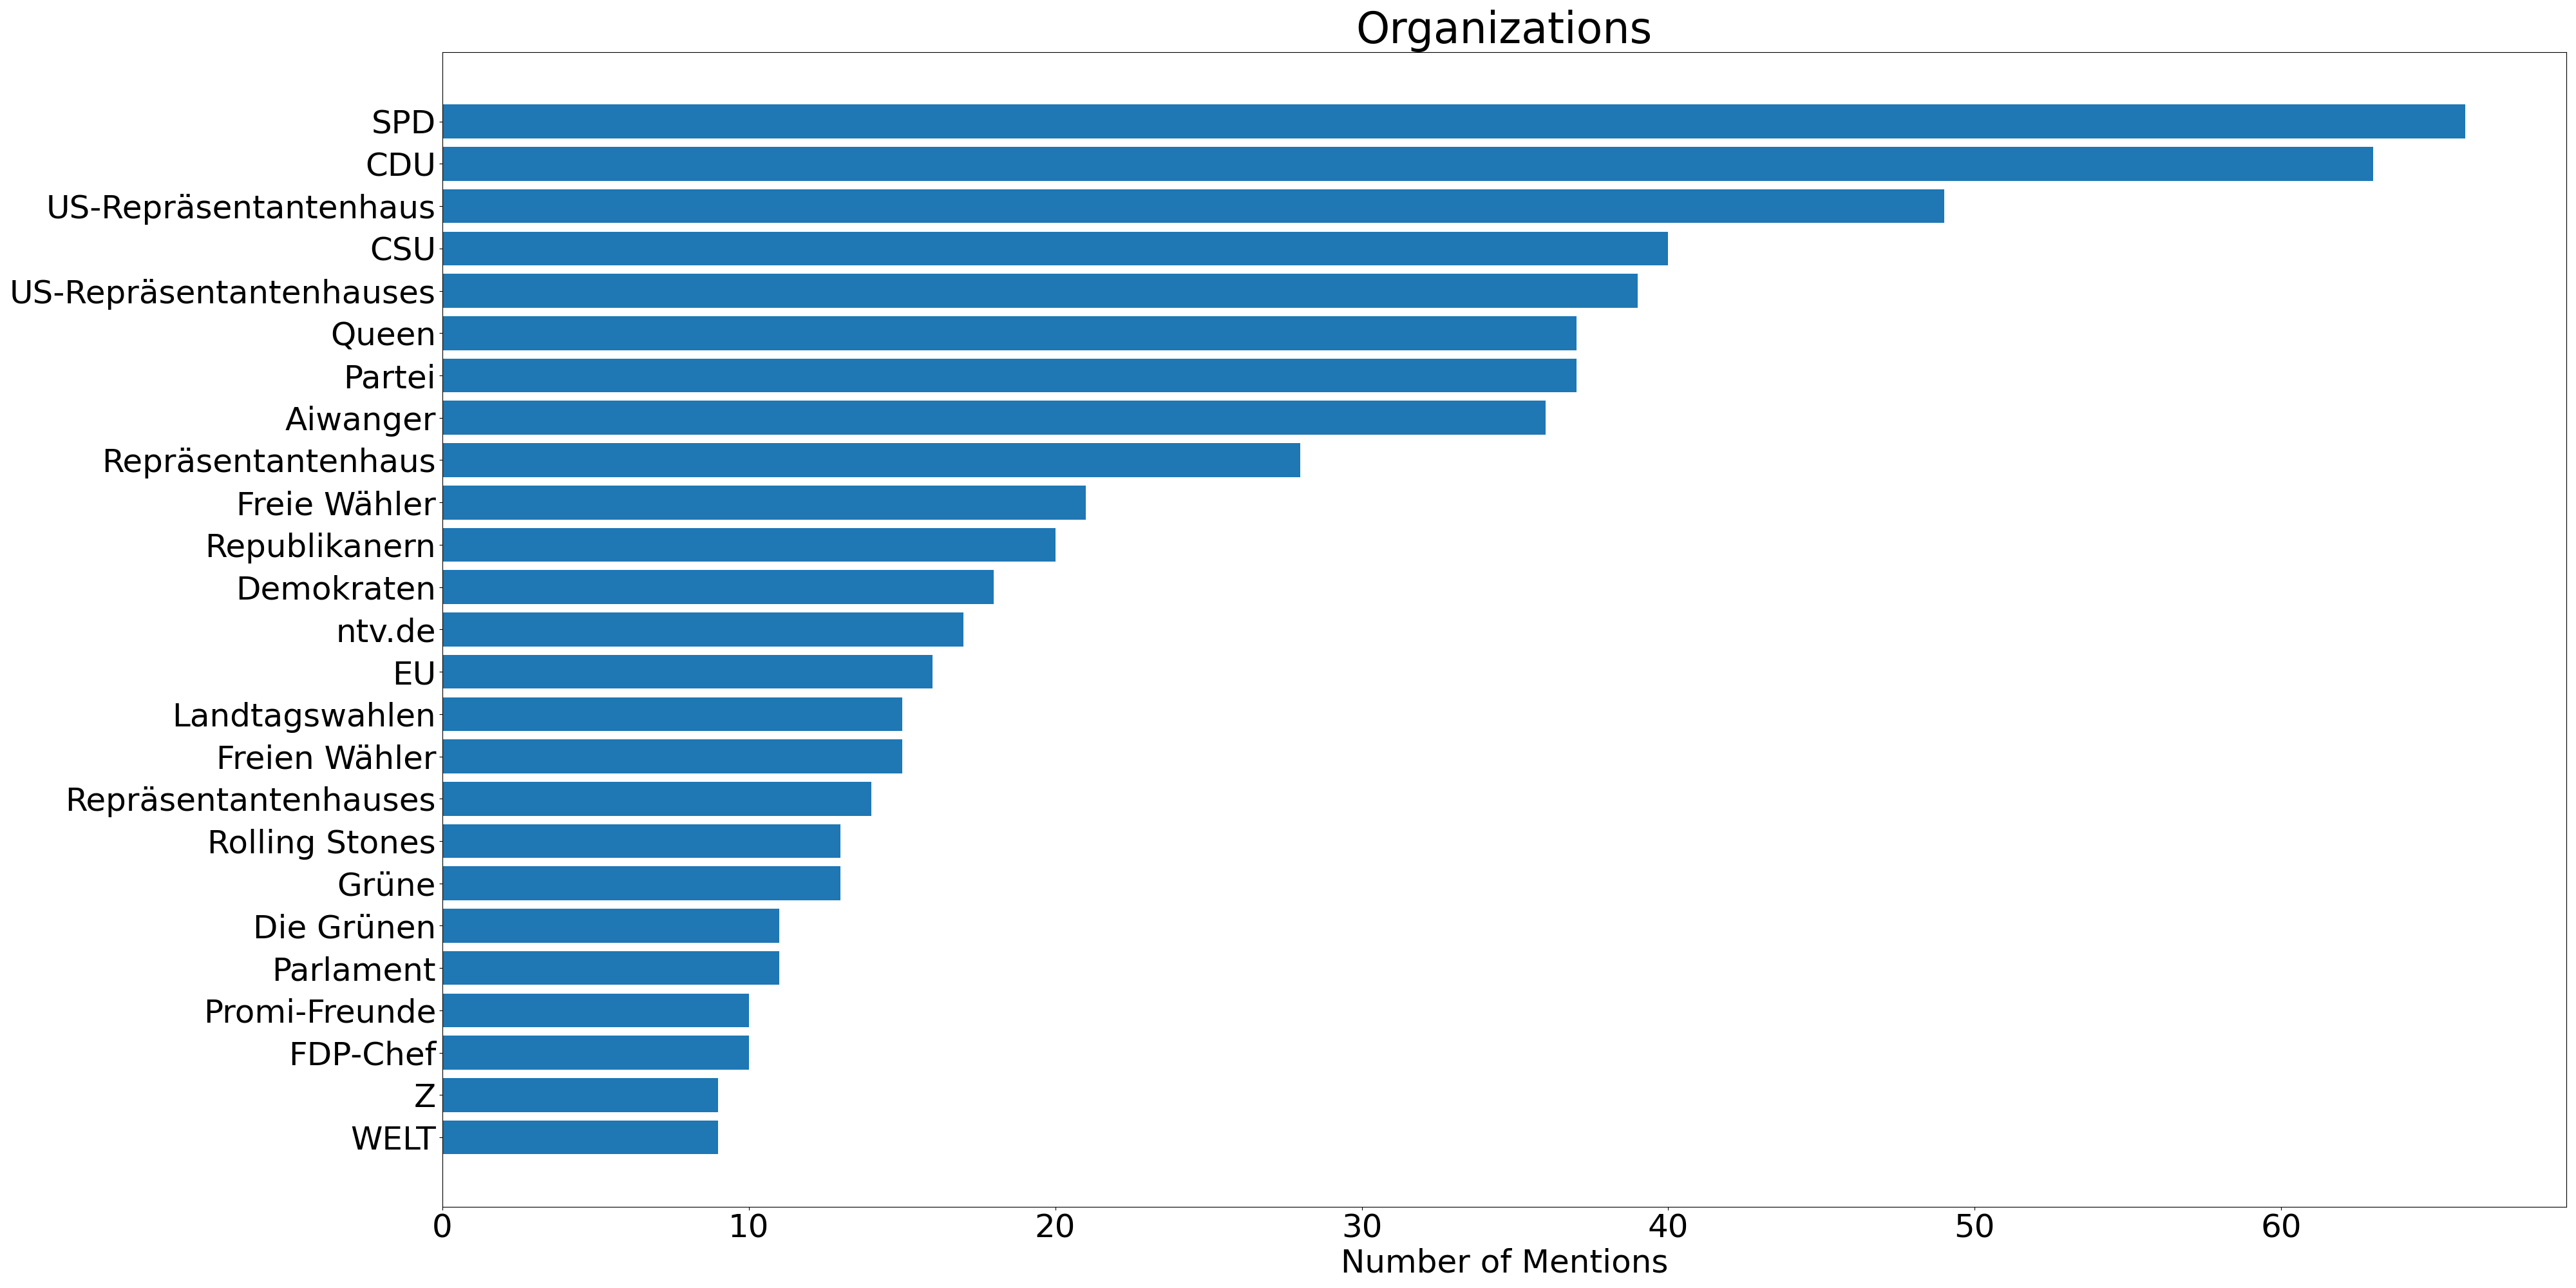 Organizations
SPD
CDU
US-Repräsentantenhaus
CSU
US-Repräsentantenhauses
Queen
Partei
Aiwanger
Repräsentantenhaus
Freie Wähler
Republikanern
Demokraten
ntv.de
EU
Landtagswahlen
Freien Wähler
Repräsentantenhauses
Rolling Stones
Grüne
Die Grünen
Parlament
Promi-Freunde
FDP-Chef
Z
WELT
0 10 20 30 40 50 60
Number of Mentions